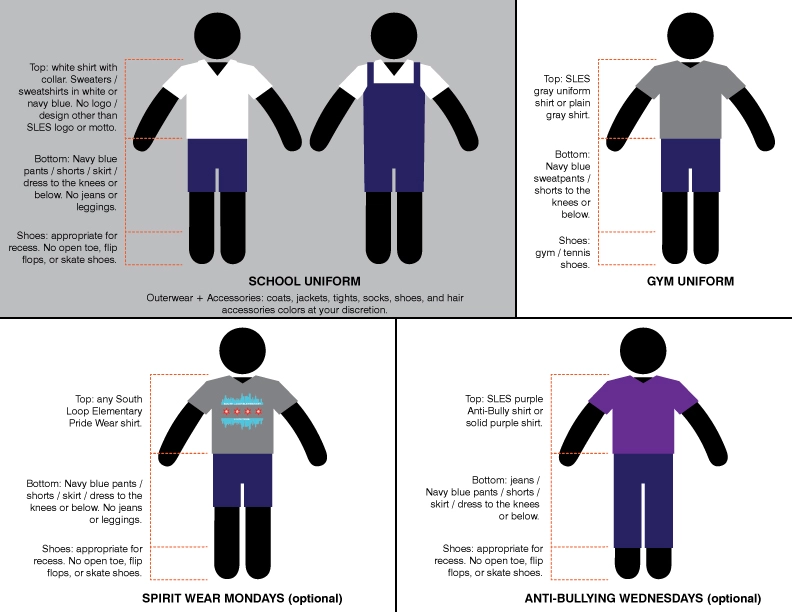 Top: white shirt with
collar. Sweaters /
sweatshirts in white or
navy blue. No logo /
design other than
SLES logo or motto.
Bottom: Navy blue
pants / shorts / skirt /
dress to the knees or
below. No jeans or
leggings.
Shoes: appropriate for
recess. No open toe, flip
flops, or skate shoes.
SCHOOL UNIFORM
Outerwear + Accessories: coats, jackets, tights, socks, shoes, and hair
accessories colors at your discretion.
Top: SLES
gray uniform
shirt or plain
gray shirt.
Bottom:
Navy blue
sweatpants /
shorts to the
knees or
below.
Shoes:
gym / tennis
shoes.
GYM UNIFORM
Top: any South
Loop Elementary
Pride Wear shirt.
Bottom: Navy blue pants /
shorts / skirt / dress to the
knees or below. No jeans
or leggings.
Shoes: appropriate for
recess. No open toe, flip
flops, or skate shoes.
SPIRIT WEAR MONDAYS (optional)
Top: SLES purple
Anti-Bully shirt or
solid purple shirt.
Bottom: jeans /
Navy blue pants / shorts /
skirt / dress to the knees
or below.
Shoes: appropriate for
recess. No open toe, flip
flops, or skate shoes.
ANTI-BULLYING WEDNESDAYS (optional)